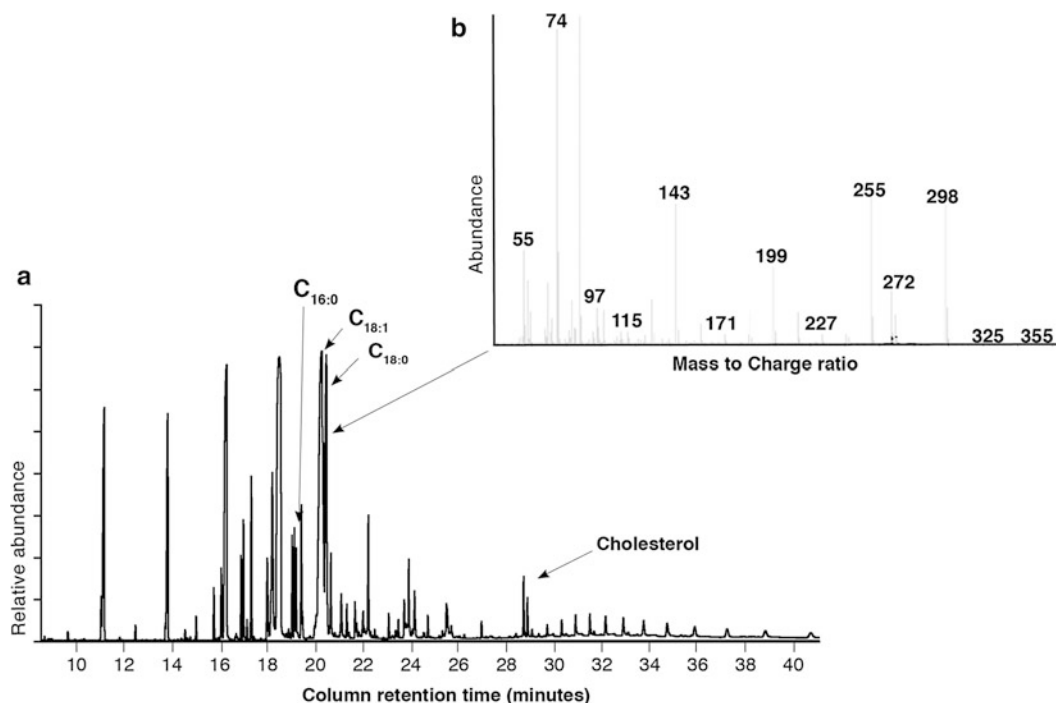 b
74
Abundance
55
97
115
143
171
199
227
255
272
298
325
355
Mass to Charge ratio
a
C16:0
C18:1
C18:0
Cholesterol
Relative abundance
10 12 14 16 18 20 22 24 26 28 30 32 34 36 38 40
Column retention time (minutes)